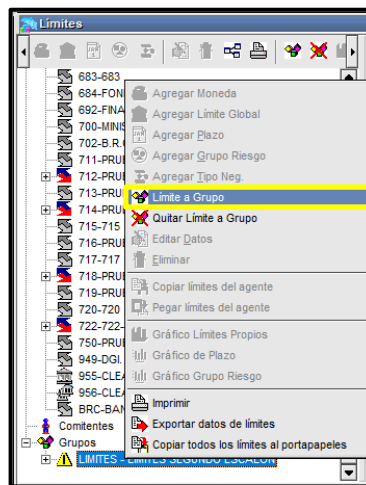 Límites
683-683
684-FON
692-FINA
700-MINIS
702-B.R.
711-PRUE
712-PRUE
713-PRUE
714-PRUE
715-715
716-PRUE
717-717
718-PRUE
719-PRUE
720-720
722-722-
750-PRUE
949-DGI.
955-CLEA
956-CLEA
BRC-BAN
Comitentes
Grupos
LIMITES - LIMITES SEGUNDO ESCALON
Agregar Moneda
Agregar Límite Global
Agregar Plazo
Agregar Grupo Riesgo
Agregar Tipo Neg.
Límite a Grupo
Quitar Límite a Grupo
Editar Datos
Eliminar
Copiar límites del agente
Pegar límites del agente
Gráfico Límites Propios
Gráfico de Plazo
Gráfico Grupo Riesgo
Imprimir
Exportar datos de límites
Copiar todos los límites al portapapeles